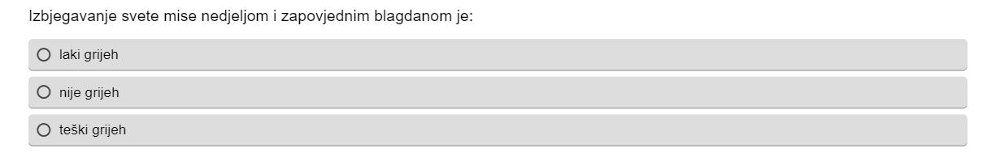 Izbjegavanje svete mise nedjeljom i zapovjednim blagdanom je:
laki grijeh
nije grijeh
teški grijeh